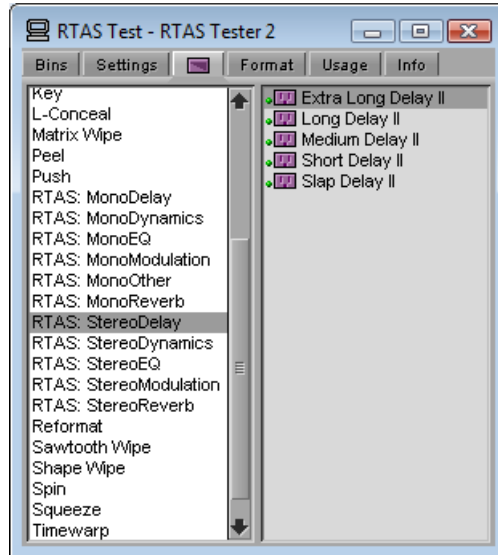 RTAS Test - RTAS Tester 2
Bins Settings Format Usage Info
Key
L-Conceal
Matrix Wipe
Peel
Push
RTAS: MonoDelay
RTAS: MonoDynamics
RTAS: MonoEQ
RTAS: MonoModulation
RTAS: MonoOther
RTAS: MonoReverb
RTAS: StereoDelay
RTAS: StereoDynamics
RTAS: StereoEQ
RTAS: StereoModulation
RTAS: StereoReverb
Reformat
Sawtooth Wipe
Shape Wipe
Spin
Squeeze
Timewarp
Extra Long Delay II
Long Delay II
Medium Delay II
Short Delay II
Slap Delay II